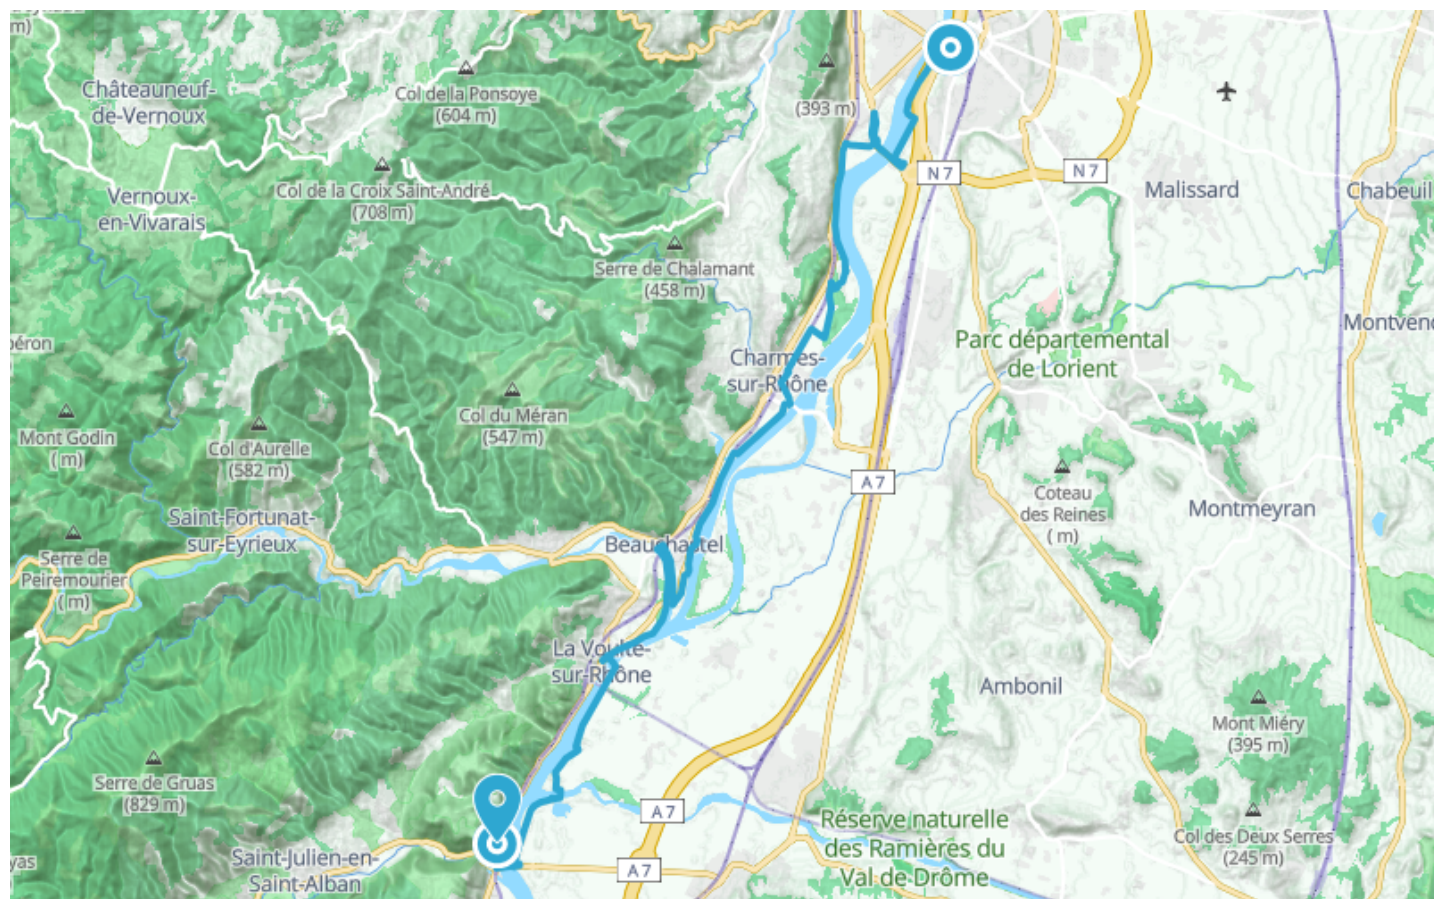 m)
Châteauneuf-
de-Vernoux
Col de la Ponsoye
(604 m)
(393 m)
N 7
N 7
Malissard
Chabeuil
Col de la Croix Saint-André
(708 m)
Vernoux-
en-Vivarais
Serre de Chalamant
(458 m)
Parc départemental
de Lorient
Montvend
péron
Charmes-
sur-Rhône
Col du Méran
(547 m)
Mont Godin
( m)
Col d'Aurelle
(582 m)
A 7
Coteau
des Reines
( m)
Montmeyran
Saint-Fortunat-
sur-Eyrieux
Beauchastel
Serre de
Peiremourier
( m)
La Voulte-
sur-Rhône
Ambonil
Mont Miéry
(395 m)
Serre de Gruas
(829 m)
A 7
Réserve naturelle
des Ramières du
Val de Drôme
Col des Deux Serres
(245 m)
yas
Saint-Julien-en-
Saint-Alban
A 7